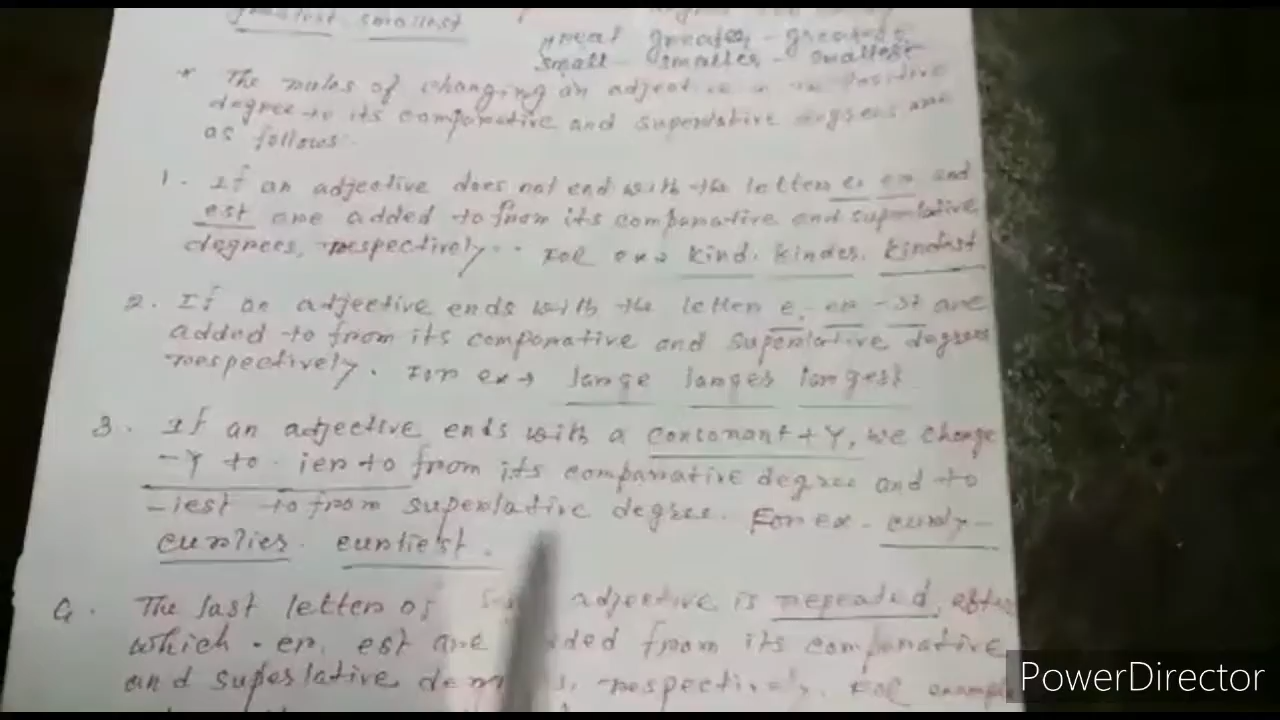 greatest smallest
great greater - greatest
small - smaller - smallest
* The rules of changing an adjective positive
degree to its comparative and superlative degrees are
as follows.
1. If an adjective does not end with the letter e, er and
est are added to from its comparative and superlative
degrees, respectively. For ex→ kind, kinder, kindest
2. If an adjective ends with the letter e, -er -st are
added to from its comparative and superlative degrees
respectively. For ex→ large larger largest
3. If an adjective ends with a consonant + Y, we change
-Y to ier to from its comparative degree and to
-iest to from superlative degree. For ex - curly -
curlier. curliest.
4. The last letter of adjective is repeated, after
which -er, est are from its comparative
and superlative respectively. For example
PowerDirector